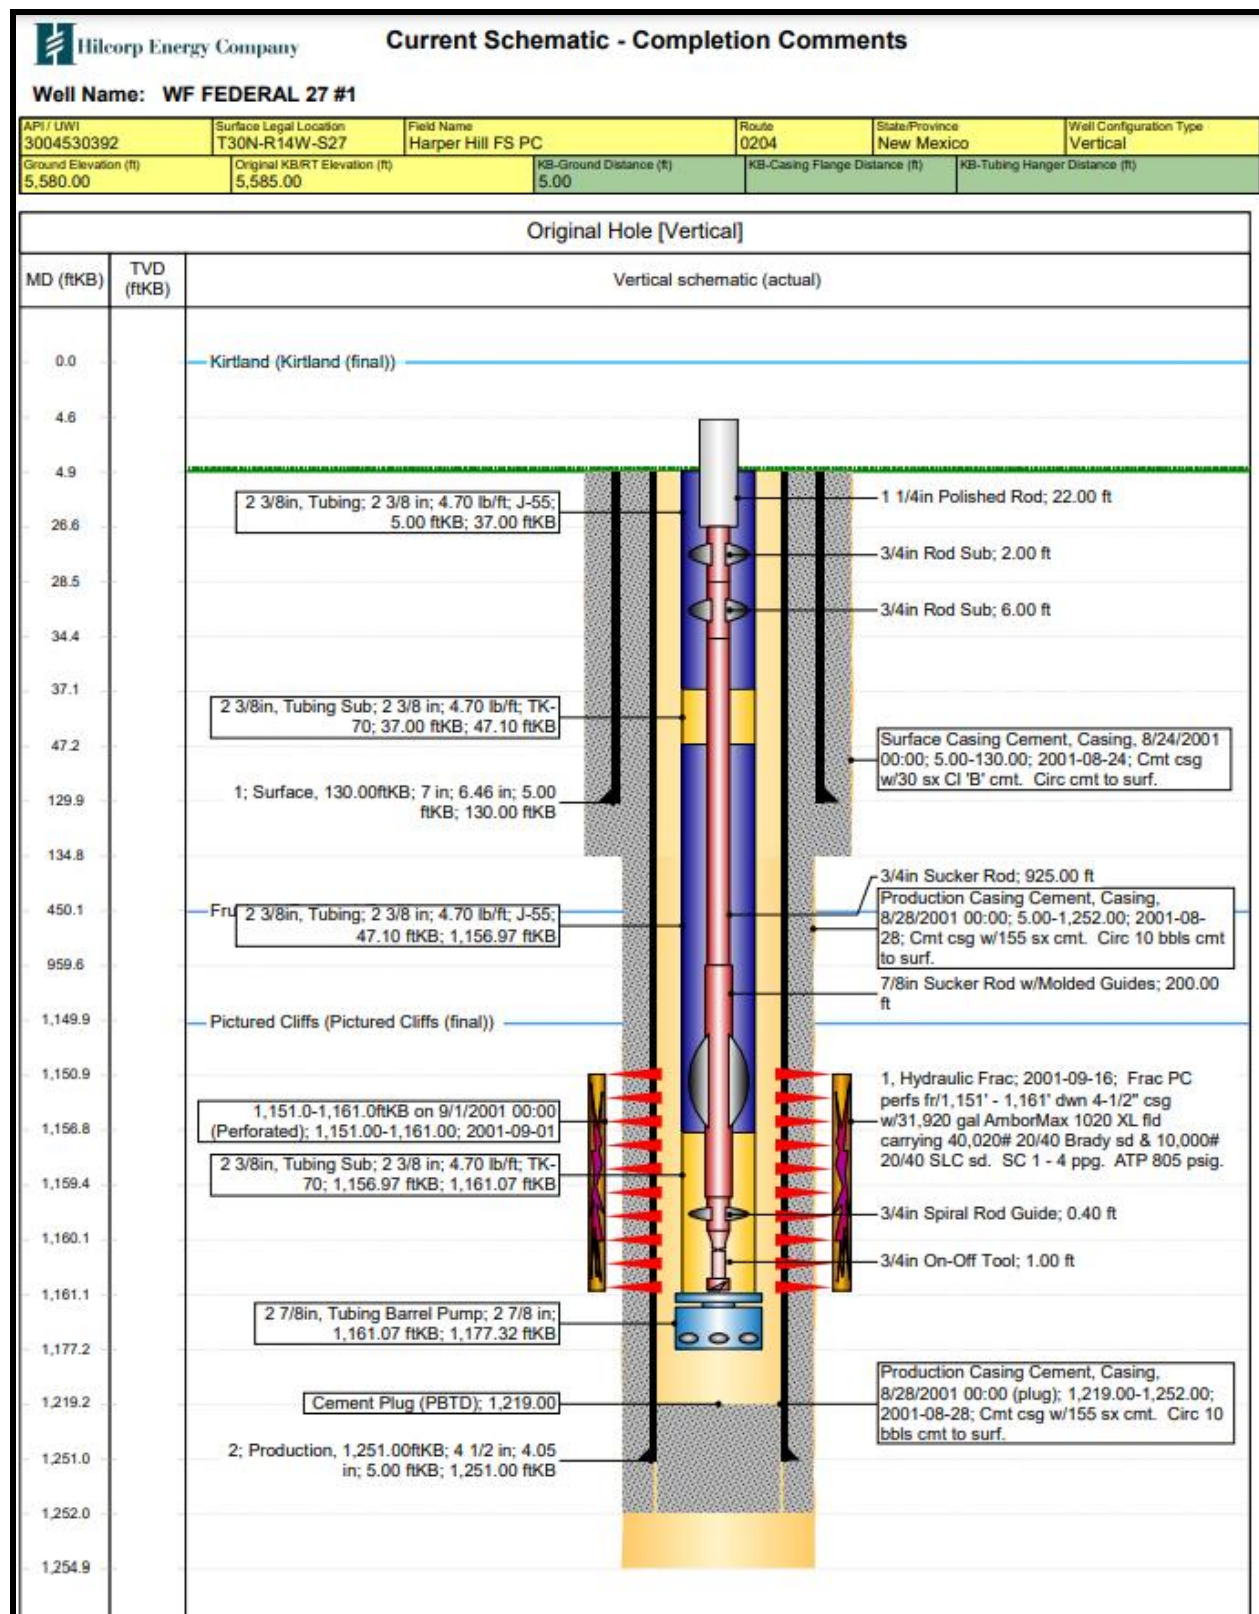 Hilcorp Energy Company
Current Schematic - Completion Comments
Well Name: WF FEDERAL 27 #1
API / UWI
3004530392
Surface Legal Location
T30N-R14W-S27
Field Name
Harper Hill FS PC
Route
0204
State/Province
New Mexico
Well Configuration Type
Vertical
Ground Elevation (ft)
5,580.00
Original KB/RT Elevation (ft)
5,585.00
KB-Ground Distance (ft)
5.00
KB-Casing Flange Distance (ft)
KB-Tubing Hanger Distance (ft)
Original Hole [Vertical]
MD (ftKB)
TVD
(ftKB)
Vertical schematic (actual)
0.0
Kirtland (Kirtland (final))
4.6
4.9
2 3/8in, Tubing; 2 3/8 in; 4.70 lb/ft; J-55;
5.00 ftKB; 37.00 ftKB
1 1/4in Polished Rod; 22.00 ft
26.6
3/4in Rod Sub; 2.00 ft
28.5
3/4in Rod Sub; 6.00 ft
34.4
37.1
2 3/8in, Tubing Sub; 2 3/8 in; 4.70 lb/ft; TK-
70; 37.00 ftKB; 47.10 ftKB
47.2
Surface Casing Cement, Casing, 8/24/2001
00:00; 5.00-130.00; 2001-08-24; Cmt csg
w/30 sx Cl 'B' cmt. Circ cmt to surf.
1; Surface, 130.00ftKB; 7 in; 6.46 in; 5.00
ftKB; 130.00 ftKB
129.9
134.8
3/4in Sucker Rod; 925.00 ft
450.1
Fru
2 3/8in, Tubing; 2 3/8 in; 4.70 lb/ft; J-55;
47.10 ftKB; 1,156.97 ftKB
Production Casing Cement, Casing,
8/28/2001 00:00; 5.00-1,252.00; 2001-08-
28; Cmt csg w/155 sx cmt. Circ 10 bbls cmt
to surf.
959.6
7/8in Sucker Rod w/Molded Guides; 200.00
ft
1,149.9
Pictured Cliffs (Pictured Cliffs (final))
1,150.9
1, Hydraulic Frac; 2001-09-16; Frac PC
perfs fr/1,151' - 1,161' dwn 4-1/2" csg
w/31,920 gal AmborMax 1020 XL fld
carrying 40,020# 20/40 Brady sd & 10,000#
20/40 SLC sd. SC 1 - 4 ppg. ATP 805 psig.
1,151.0-1,161.0ftKB on 9/1/2001 00:00
(Perforated); 1,151.00-1,161.00; 2001-09-01
1,156.8
2 3/8in, Tubing Sub; 2 3/8 in; 4.70 lb/ft; TK-
70; 1,156.97 ftKB; 1,161.07 ftKB
1,159.4
3/4in Spiral Rod Guide; 0.40 ft
1,160.1
3/4in On-Off Tool; 1.00 ft
1,161.1
2 7/8in, Tubing Barrel Pump; 2 7/8 in;
1,161.07 ftKB; 1,177.32 ftKB
1,177.2
1,219.2
Cement Plug (PBTD); 1,219.00
Production Casing Cement, Casing,
8/28/2001 00:00 (plug); 1,219.00-1,252.00;
2001-08-28; Cmt csg w/155 sx cmt. Circ 10
bbls cmt to surf.
2; Production, 1,251.00ftKB; 4 1/2 in; 4.05
in; 5.00 ftKB; 1,251.00 ftKB
1,251.0
1,252.0
1,254.9